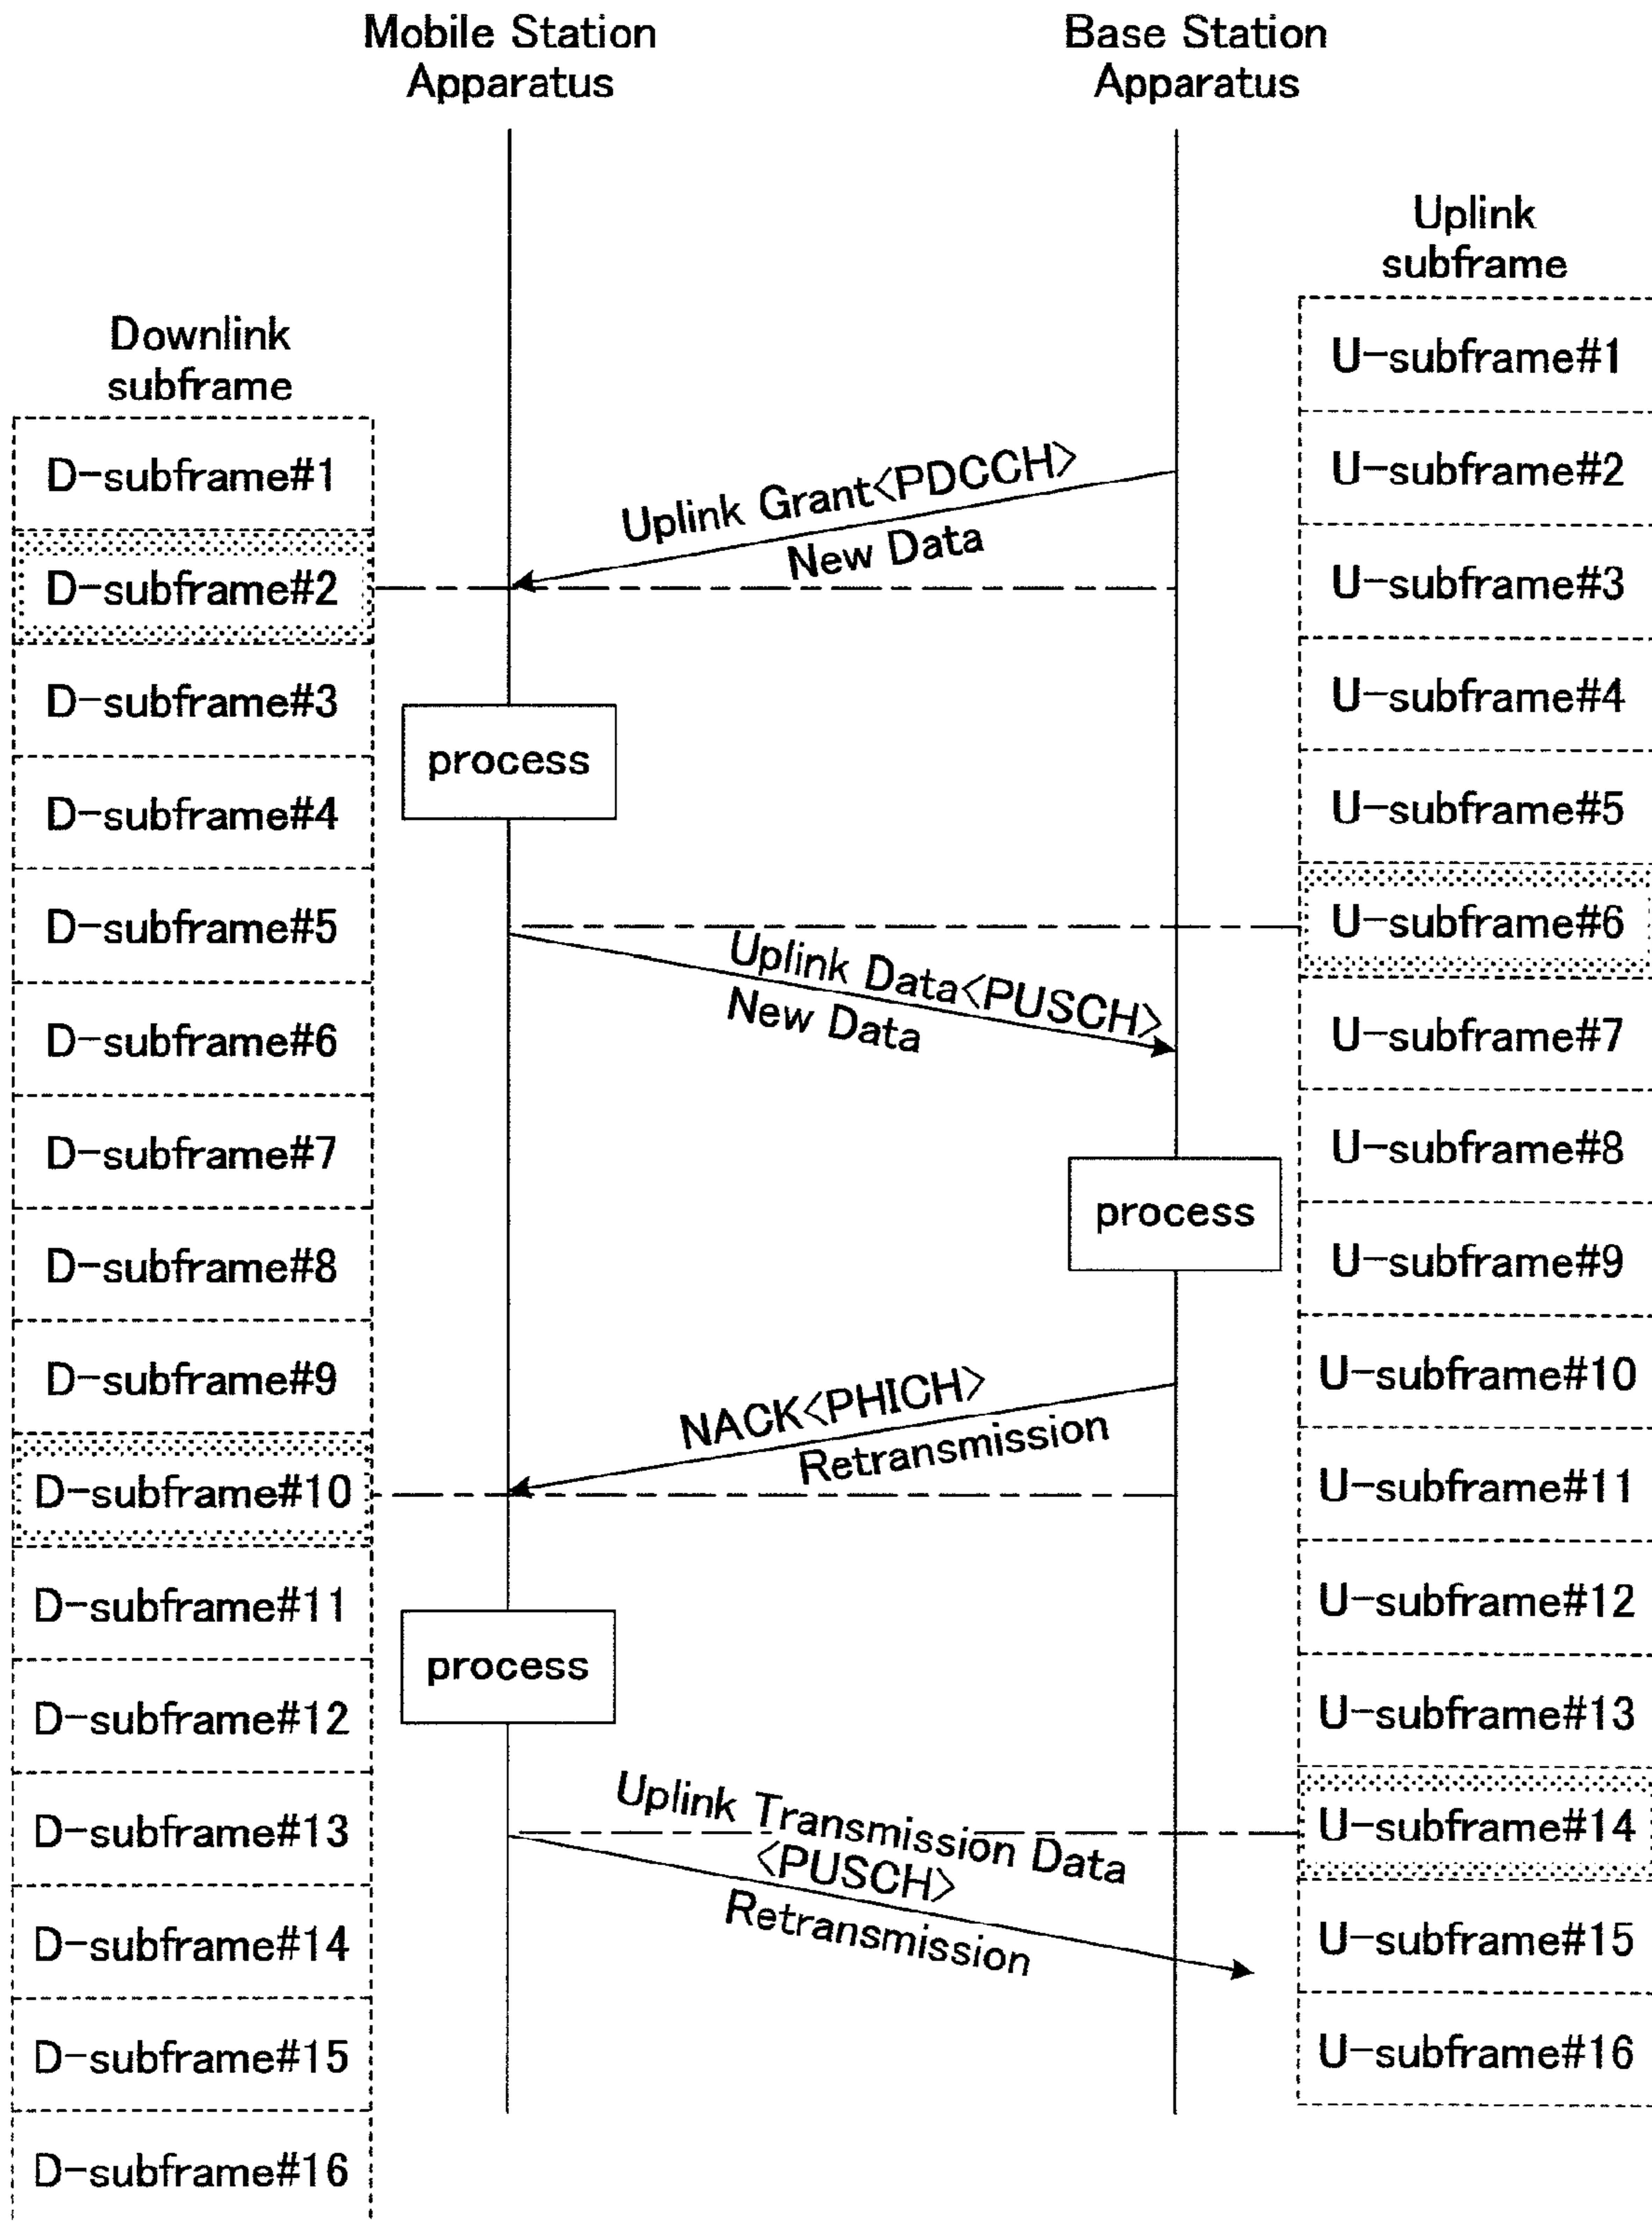 Mobile Station
Apparatus
Base Station
Apparatus
Uplink
subframe
Downlink
subframe
D-subframe#1
D-subframe#2
D-subframe#3
D-subframe#4
D-subframe#5
D-subframe#6
D-subframe#7
D-subframe#8
D-subframe#9
D-subframe#10
D-subframe#11
D-subframe#12
D-subframe#13
D-subframe#14
D-subframe#15
D-subframe#16
Uplink Grant<PDCCH>
New Data
process
Uplink Data<PUSCH>
New Data
process
NACK<PHICH>
Retransmission
process
Uplink Transmission Data
<PUSCH>
Retransmission
U-subframe#1
U-subframe#2
U-subframe#3
U-subframe#4
U-subframe#5
U-subframe#6
U-subframe#7
U-subframe#8
U-subframe#9
U-subframe#10
U-subframe#11
U-subframe#12
U-subframe#13
U-subframe#14
U-subframe#15
U-subframe#16